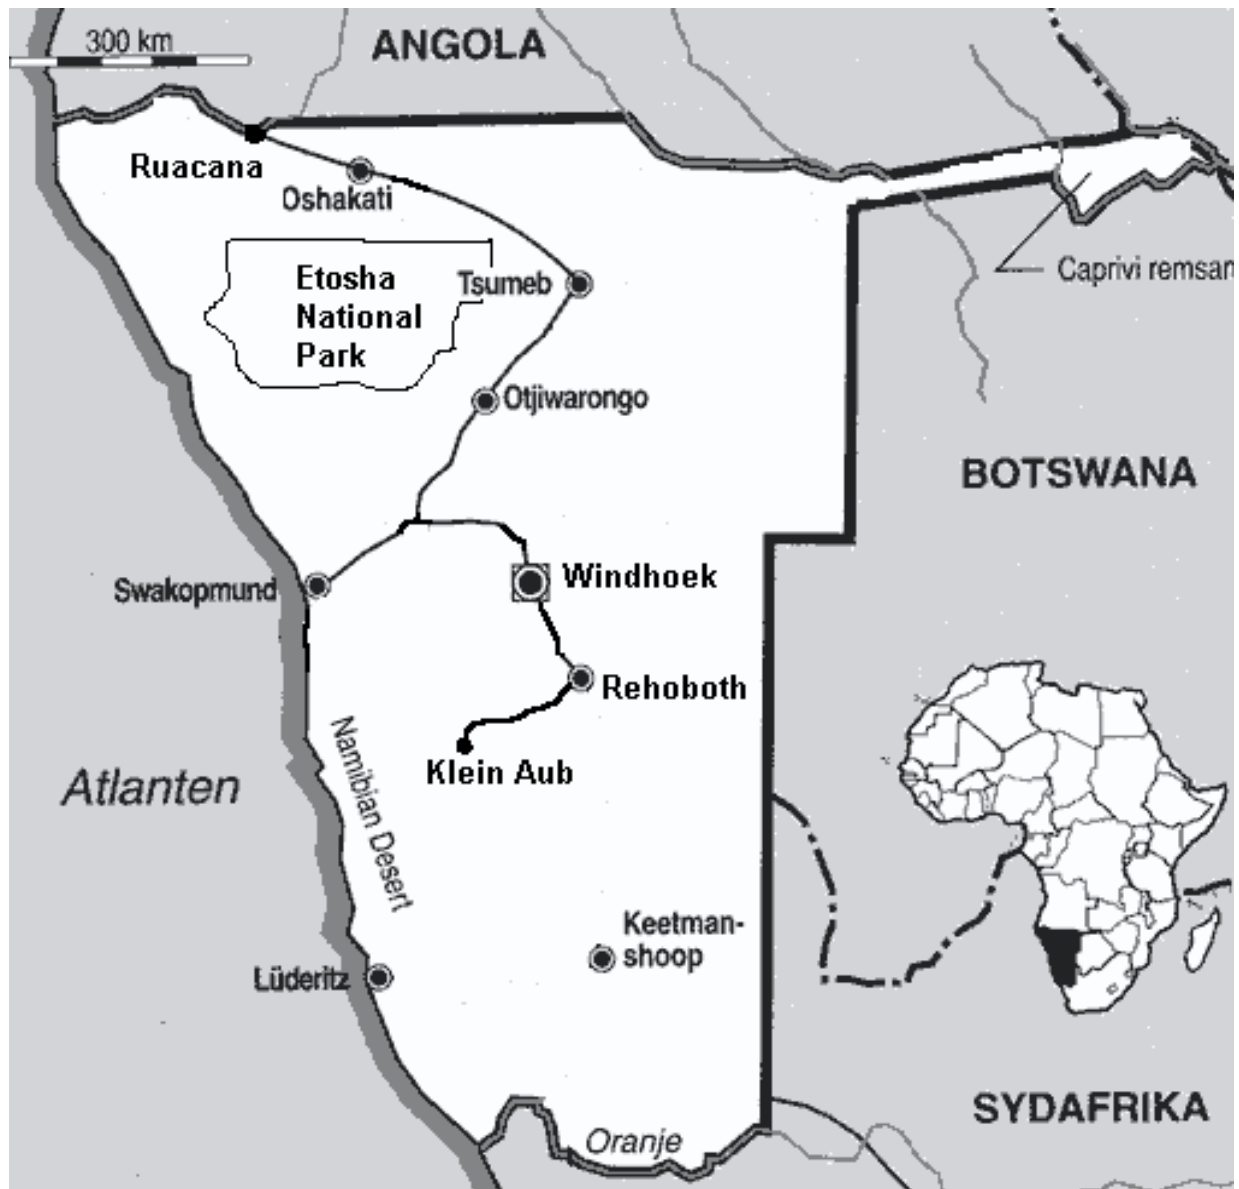 300 km
ANGOLA
Ruacana
Oshakati
Etosha
National
Park
Tsumeb
Caprivi remsan
Otjiwarongo
BOTSWANA
Swakopmund
Windhoek
Rehoboth
Klein Aub
Namibian Desert
Atlanten
Keetman-
shoop
Lüderitz
SYDAFRIKA
Oranje